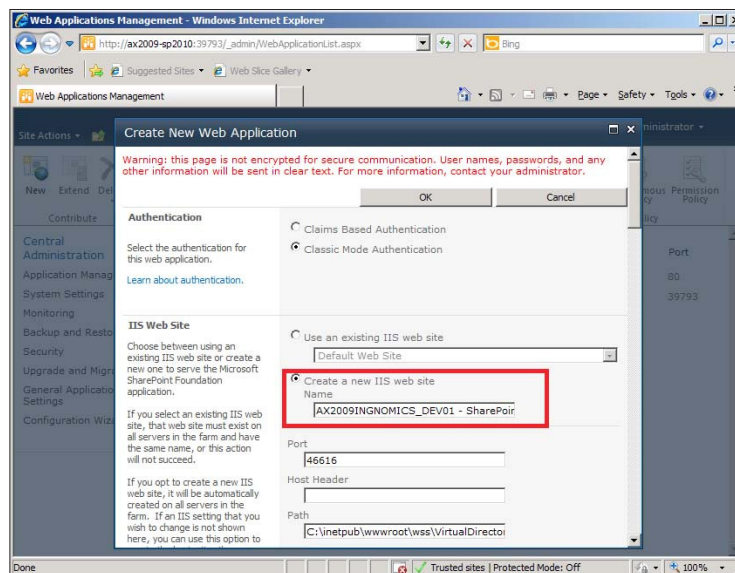 Web Applications Management - Windows Internet Explorer
http://ax2009-sp2010:39793/_admin/WebApplicationList.aspx
Bing
Favorites
Suggested Sites
Web Slice Gallery
Web Applications Management
Page
Safety
Tools
Site Actions
ministrator
Create New Web Application
Warning: this page is not encrypted for secure communication. User names, passwords, and any
other information will be sent in clear text. For more information, contact your administrator.
OK
Cancel
New
Extend
Del
Contribute
mous
cy
Permission
Policy
licy
Central
Administration
Application Manag
System Settings
Monitoring
Backup and Resto
Security
Upgrade and Migr
General Applicatio
Settings
Configuration Wiz
Port
80
39793
Authentication
Select the authentication for
this web application.
Learn about authentication.
Claims Based Authentication
Classic Mode Authentication
IIS Web Site
Choose between using an
existing IIS web site or create a
new one to serve the Microsoft
SharePoint Foundation
application.
If you select an existing IIS web
site, that web site must exist on
all servers in the farm and have
the same name, or this action
will not succeed.
If you opt to create a new IIS
web site, it will be automatically
created on all servers in the
farm. If an IIS setting that you
wish to change is not shown
here, you can use this option to
Use an existing IIS web site
Default Web Site
Create a new IIS web site
Name
AX2009INGNOMICS_DEV01 - SharePoin
Port
46616
Host Header
Path
C:\inetpub\wwwroot\wss\VirtualDirector
Done
Trusted sites | Protected Mode: Off
100%